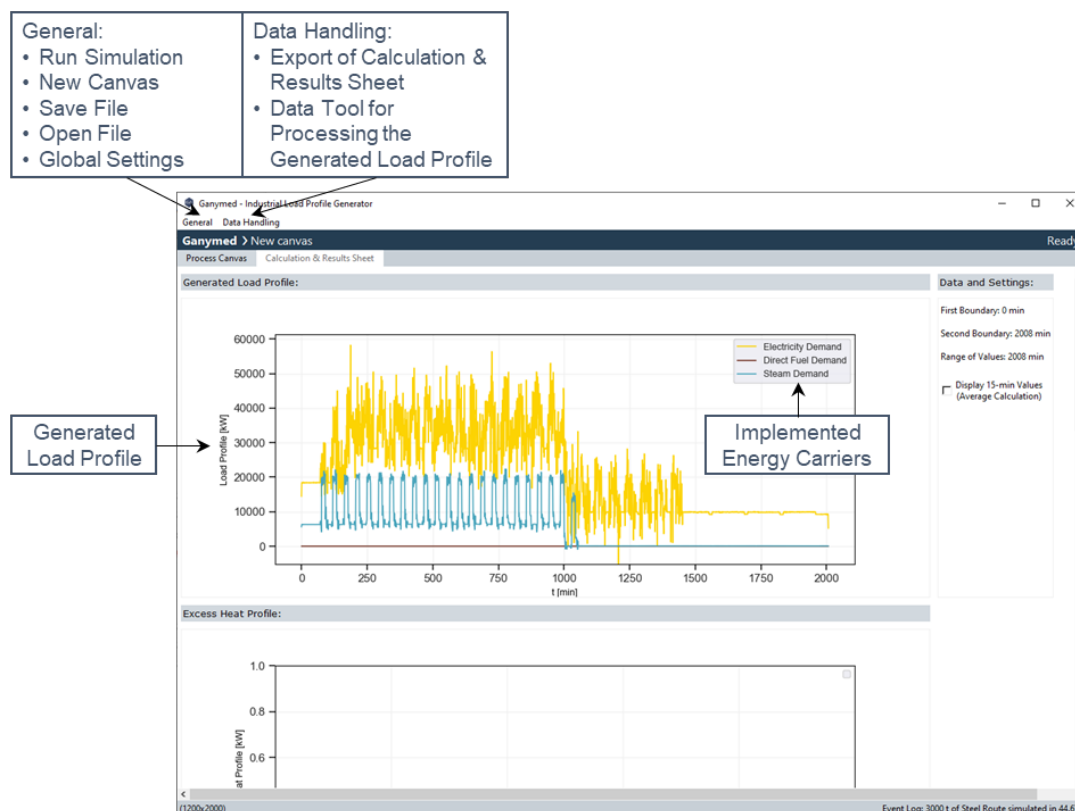 General:
• Run Simulation
• New Canvas
• Save File
• Open File
• Global Settings
Data Handling:
• Export of Calculation &
Results Sheet
• Data Tool for
Processing the
Generated Load Profile
Ganymed - Industrial Load Profile Generator
General Data Handling
Ganymed > New canvas
Ready
Process Canvas
Calculation & Results Sheet
Generated Load Profile:
Data and Settings:
First Boundary: 0 min
Second Boundary: 2008 min
Range of Values: 2008 min
Display 15-min Values
(Average Calculation)
Generated
Load Profile
Load Profile [kW]
60000
50000
40000
30000
20000
10000
0
Electricity Demand
Direct Fuel Demand
Steam Demand
Implemented
Energy Carriers
0 250 500 750 1000 1250 1500 1750 2000
t [min]
Excess Heat Profile:
1.0
0.8
0.6
at Profile [kW]
(1200x2000)
Event Log: 3000 t of Steel Route simulated in 44.6